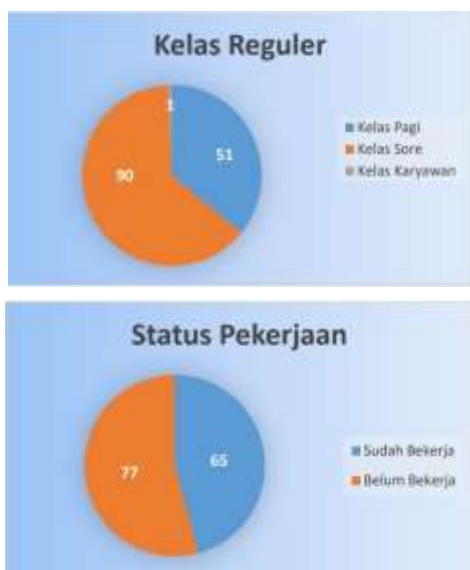 Kelas Reguler
1
51
90
Kelas Pagi
Kelas Sore
Kelas Karyawan
Status Pekerjaan
65
77
Sudah Bekerja
Belum Bekerja